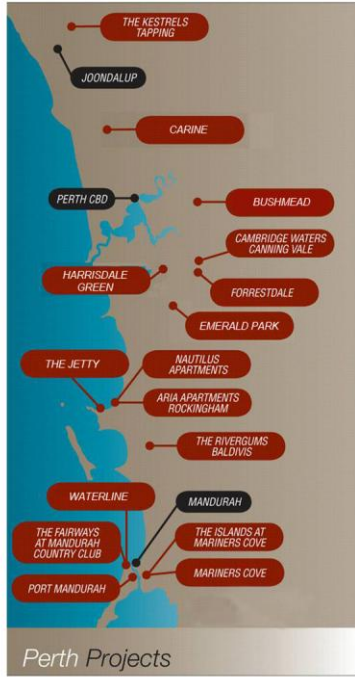 THE KESTRELS
TAPPING
JOONDALUP
CARINE
PERTH CBD
BUSHMEAD
CAMBRIDGE WATERS
CANNING VALE
HARRISDALE
GREEN
FORRESTDALE
EMERALD PARK
THE JETTY
NAUTILUS
APARTMENTS
ARIA APARTMENTS
ROCKINGHAM
THE RIVERGUMS
BALDIVIS
WATERLINE
MANDURAH
THE FAIRWAYS
AT MANDURAH
COUNTRY CLUB
THE ISLANDS AT
MARINERS COVE
PORT MANDURAH
MARINERS COVE
Perth Projects